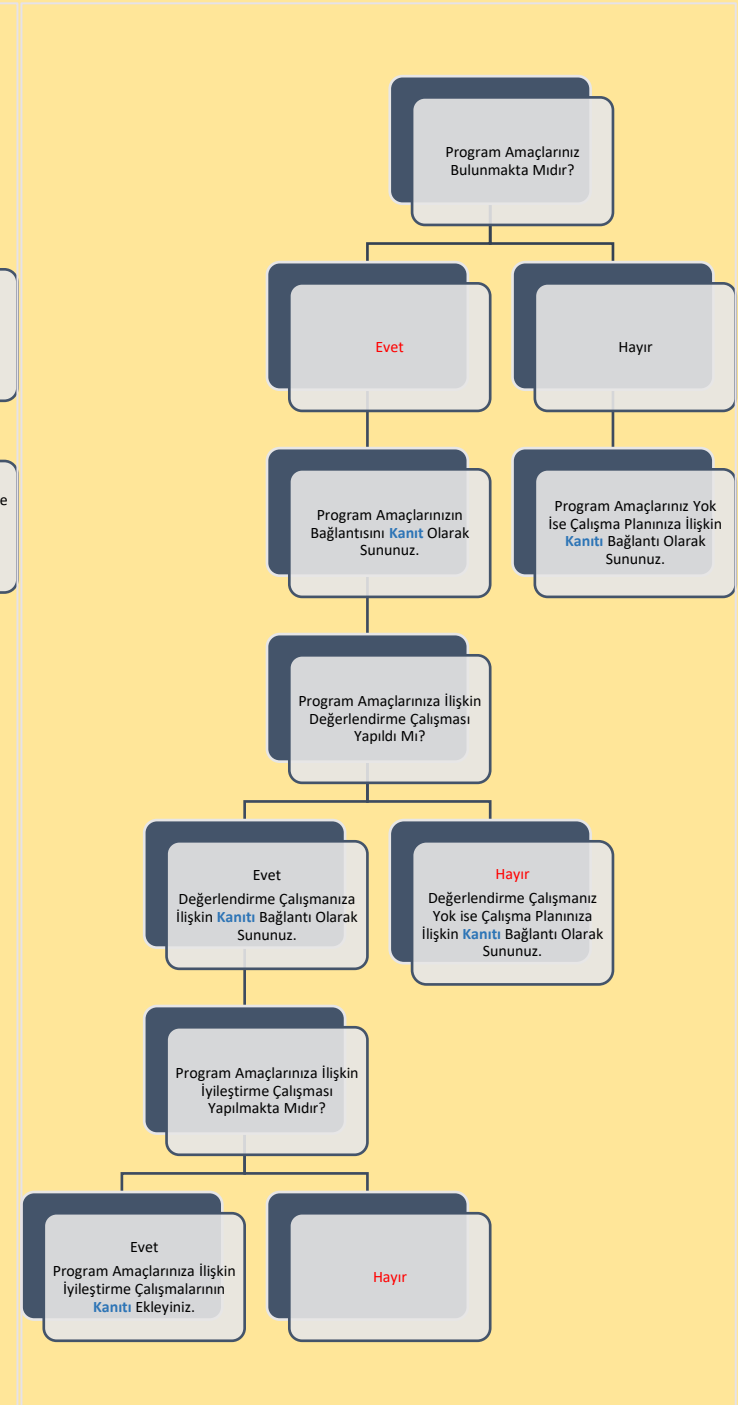 Program Amaçlarınız
Bulunmakta Mıdır?
Evet
Hayır
Program Amaçlarınızın
Bağlantısını Kanıt Olarak
Sununuz.
Program Amaçlarınız Yok
İse Çalışma Planınıza İlişkin
Kanıtı Bağlantı Olarak
Sununuz.
Program Amaçlarınıza İlişkin
Değerlendirme Çalışması
Yapıldı Mı?
Evet
Değerlendirme Çalışmanıza
İlişkin Kanıtı Bağlantı Olarak
Sununuz.
Hayır
Değerlendirme Çalışmanız
Yok ise Çalışma Planınıza
İlişkin Kanıtı Bağlantı Olarak
Sununuz.
Program Amaçlarınıza İlişkin
İyileştirme Çalışması
Yapılmakta Mıdır?
Evet
Program Amaçlarınıza İlişkin
İyileştirme Çalışmalarının
Kanıtı Ekleyiniz.
Hayır